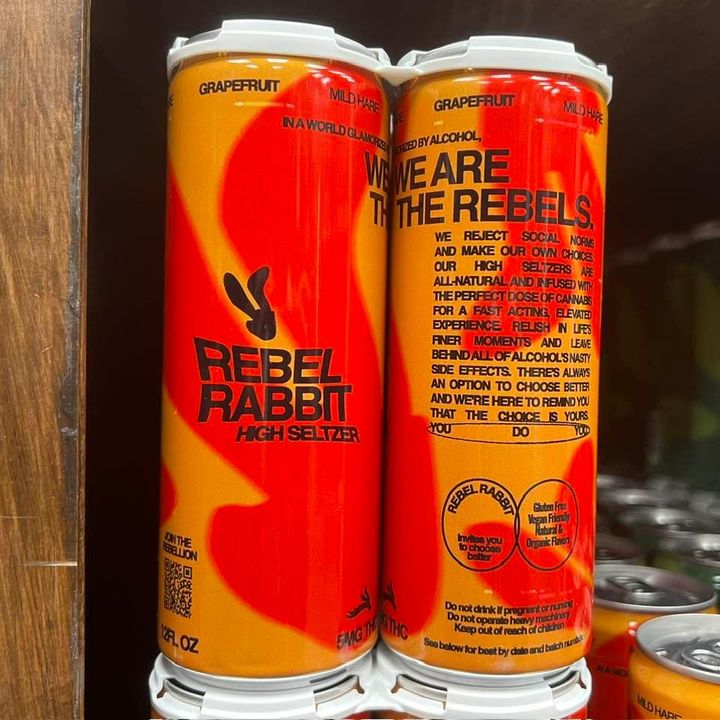 GRAPEFRUIT
MILD HARE
IN A WORLD GLAMORIZED
WE
TH
REBEL
RABBIT
HIGH SELTZER
JOIN THE
REBELLION
12FL OZ
5MG THC
GRAPEFRUIT
MILD HARE
BY ALCOHOL,
WE ARE
THE REBELS.
WE REJECT SOCIAL NORMS
AND MAKE OUR OWN CHOICES.
OUR HIGH SELTZERS ARE
ALL-NATURAL AND INFUSED WITH
THE PERFECT DOSE OF CANNABIS
FOR A FAST ACTING, ELEVATED
EXPERIENCE. RELISH IN LIFE'S
FINER MOMENTS AND LEAVE
BEHIND ALL OF ALCOHOL'S NASTY
SIDE EFFECTS. THERE'S ALWAYS
AN OPTION TO CHOOSE BETTER
AND WE'RE HERE TO REMIND YOU
THAT THE CHOICE IS YOURS.
YOU DO YOU.
REBEL RABBIT
Invites you
to choose
better
Gluten Free
Vegan Friendly
Natural &
Organic Flavors
Do not drink if pregnant or nursing
Do not operate heavy machinery
Keep out of reach of children
See below for best by date and batch number.
THC
MILD HARE